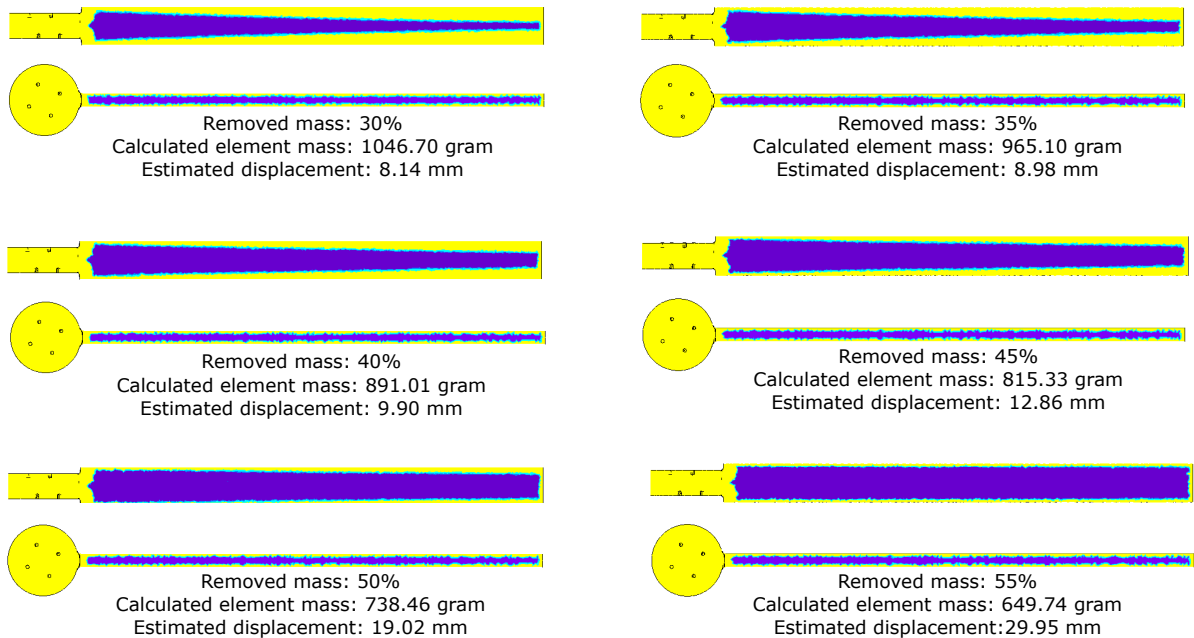 Removed mass: 30%
Calculated element mass: 1046.70 gram
Estimated displacement: 8.14 mm
Removed mass: 35%
Calculated element mass: 965.10 gram
Estimated displacement: 8.98 mm
Removed mass: 40%
Calculated element mass: 891.01 gram
Estimated displacement: 9.90 mm
Removed mass: 45%
Calculated element mass: 815.33 gram
Estimated displacement: 12.86 mm
Removed mass: 50%
Calculated element mass: 738.46 gram
Estimated displacement: 19.02 mm
Removed mass: 55%
Calculated element mass: 649.74 gram
Estimated displacement:29.95 mm